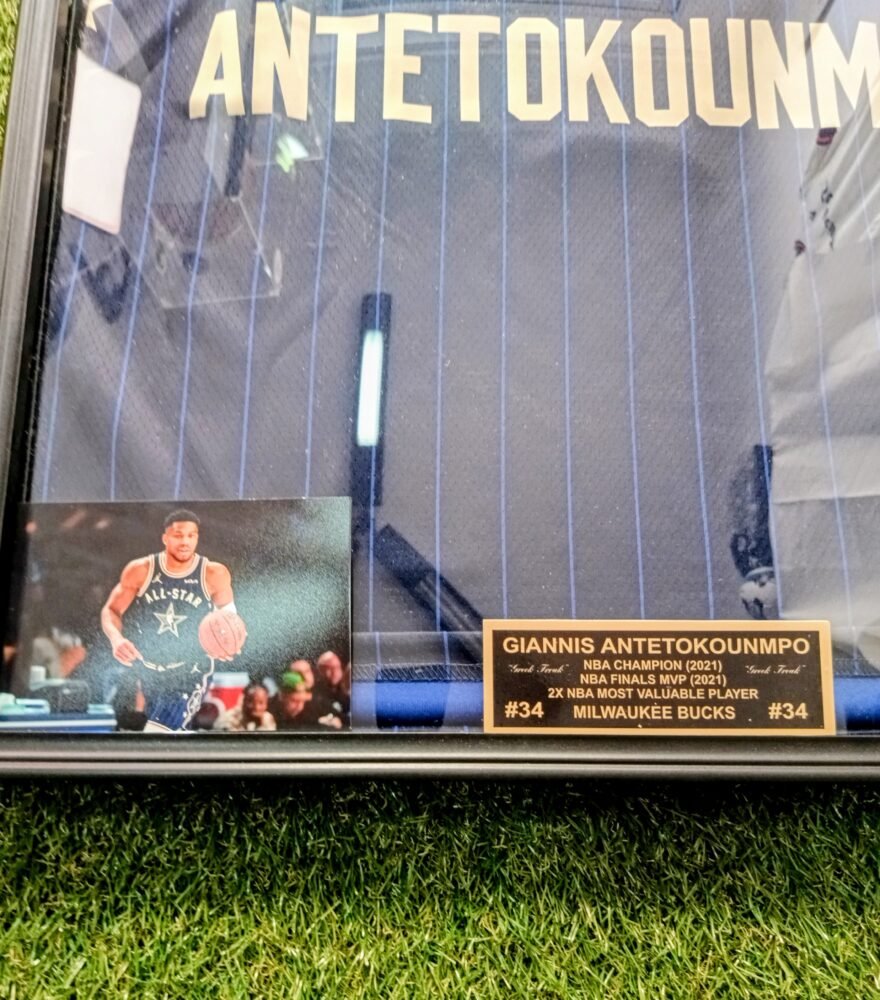 ANTETOKOUNM
ALL-STAR
GIANNIS ANTETOKOUNMPO
"Greek Freak" NBA CHAMPION (2021) "Greek Freak"
NBA FINALS MVP (2021)
2X NBA MOST VALUABLE PLAYER
#34 MILWAUKEE BUCKS #34